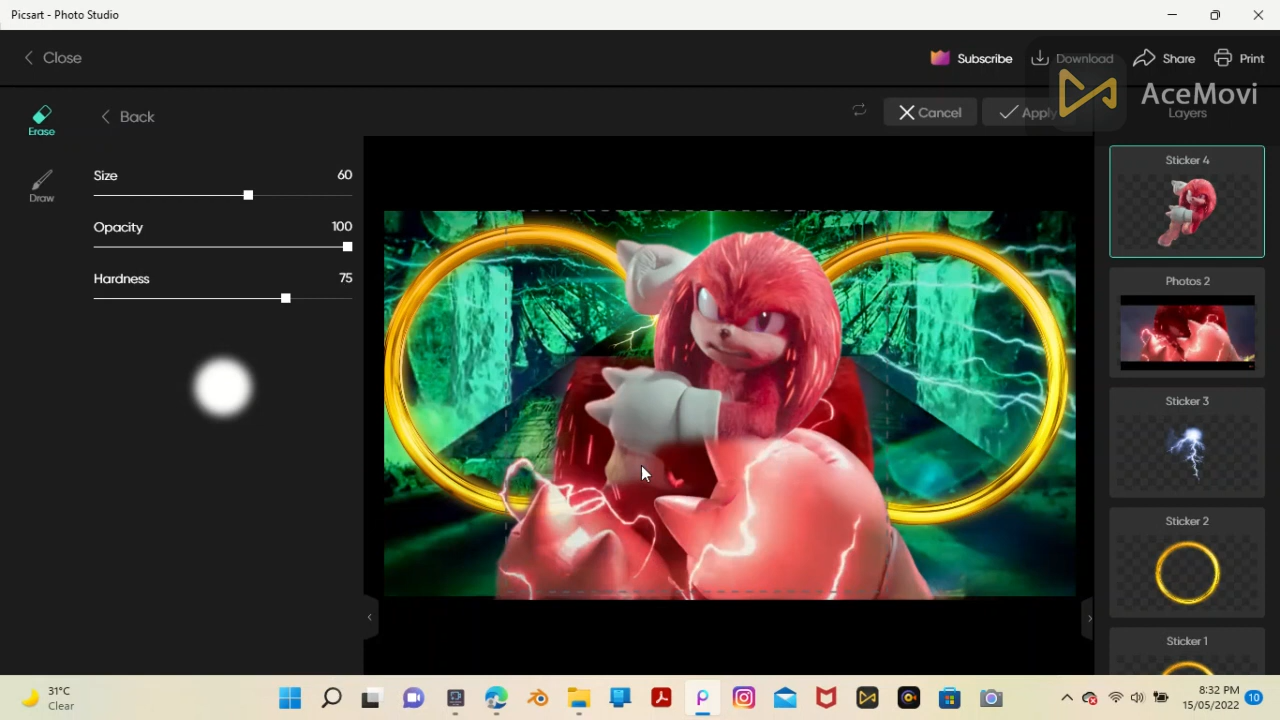 Picsart - Photo Studio
Close
Subscribe
Download
Share
Print
AceMovi
Erase
Back
Cancel
Apply
Layers
Draw
Size 60
Opacity 100
Hardness 75
Sticker 4
Photos 2
Sticker 3
Sticker 2
Sticker 1
31°C
Clear
8:32 PM
15/05/2022
10